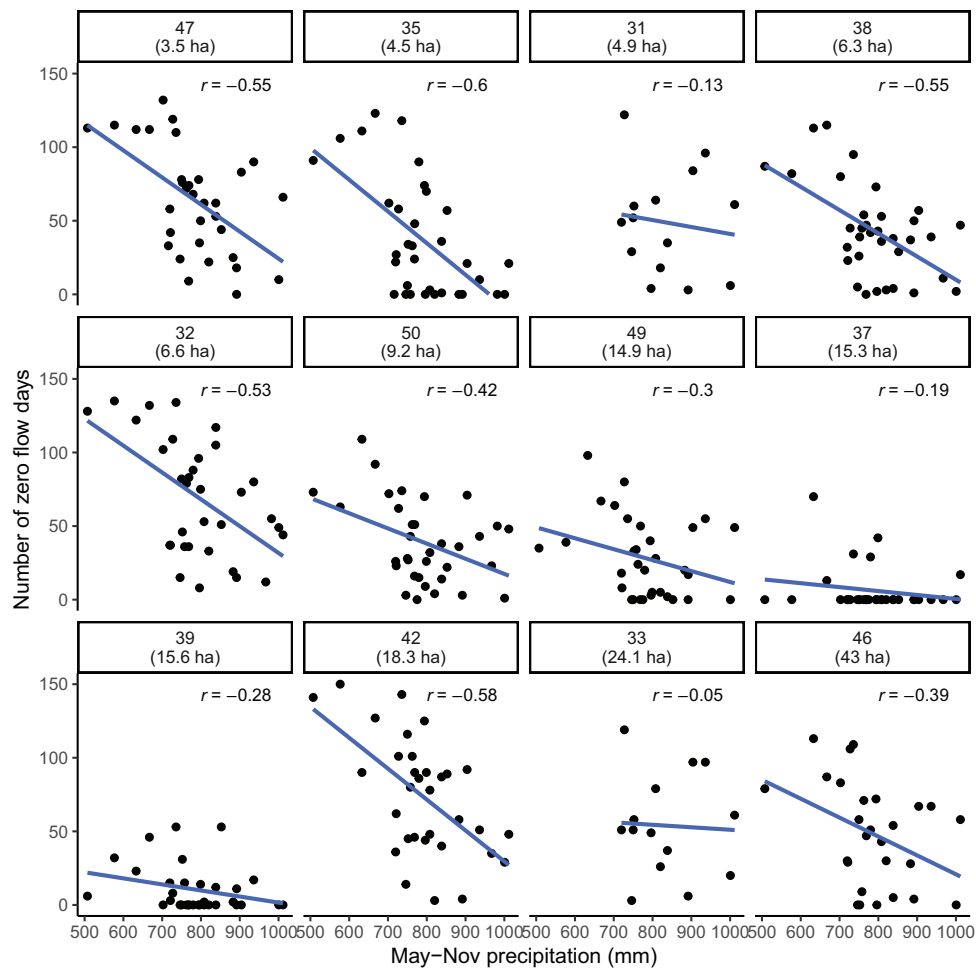 47
(3.5 ha)
35
(4.5 ha)
31
(4.9 ha)
38
(6.3 ha)
r = −0.55
r = −0.6
r = −0.13
r = −0.55
150
100
50
0
32
(6.6 ha)
50
(9.2 ha)
49
(14.9 ha)
37
(15.3 ha)
r = −0.53
r = −0.42
r = −0.3
r = −0.19
150
100
50
0
Number of zero flow days
39
(15.6 ha)
42
(18.3 ha)
33
(24.1 ha)
46
(43 ha)
r = −0.28
r = −0.58
r = −0.05
r = −0.39
150
100
50
0
500 600 700 800 900 1000
500 600 700 800 900 1000
500 600 700 800 900 1000
500 600 700 800 900 1000
May−Nov precipitation (mm)